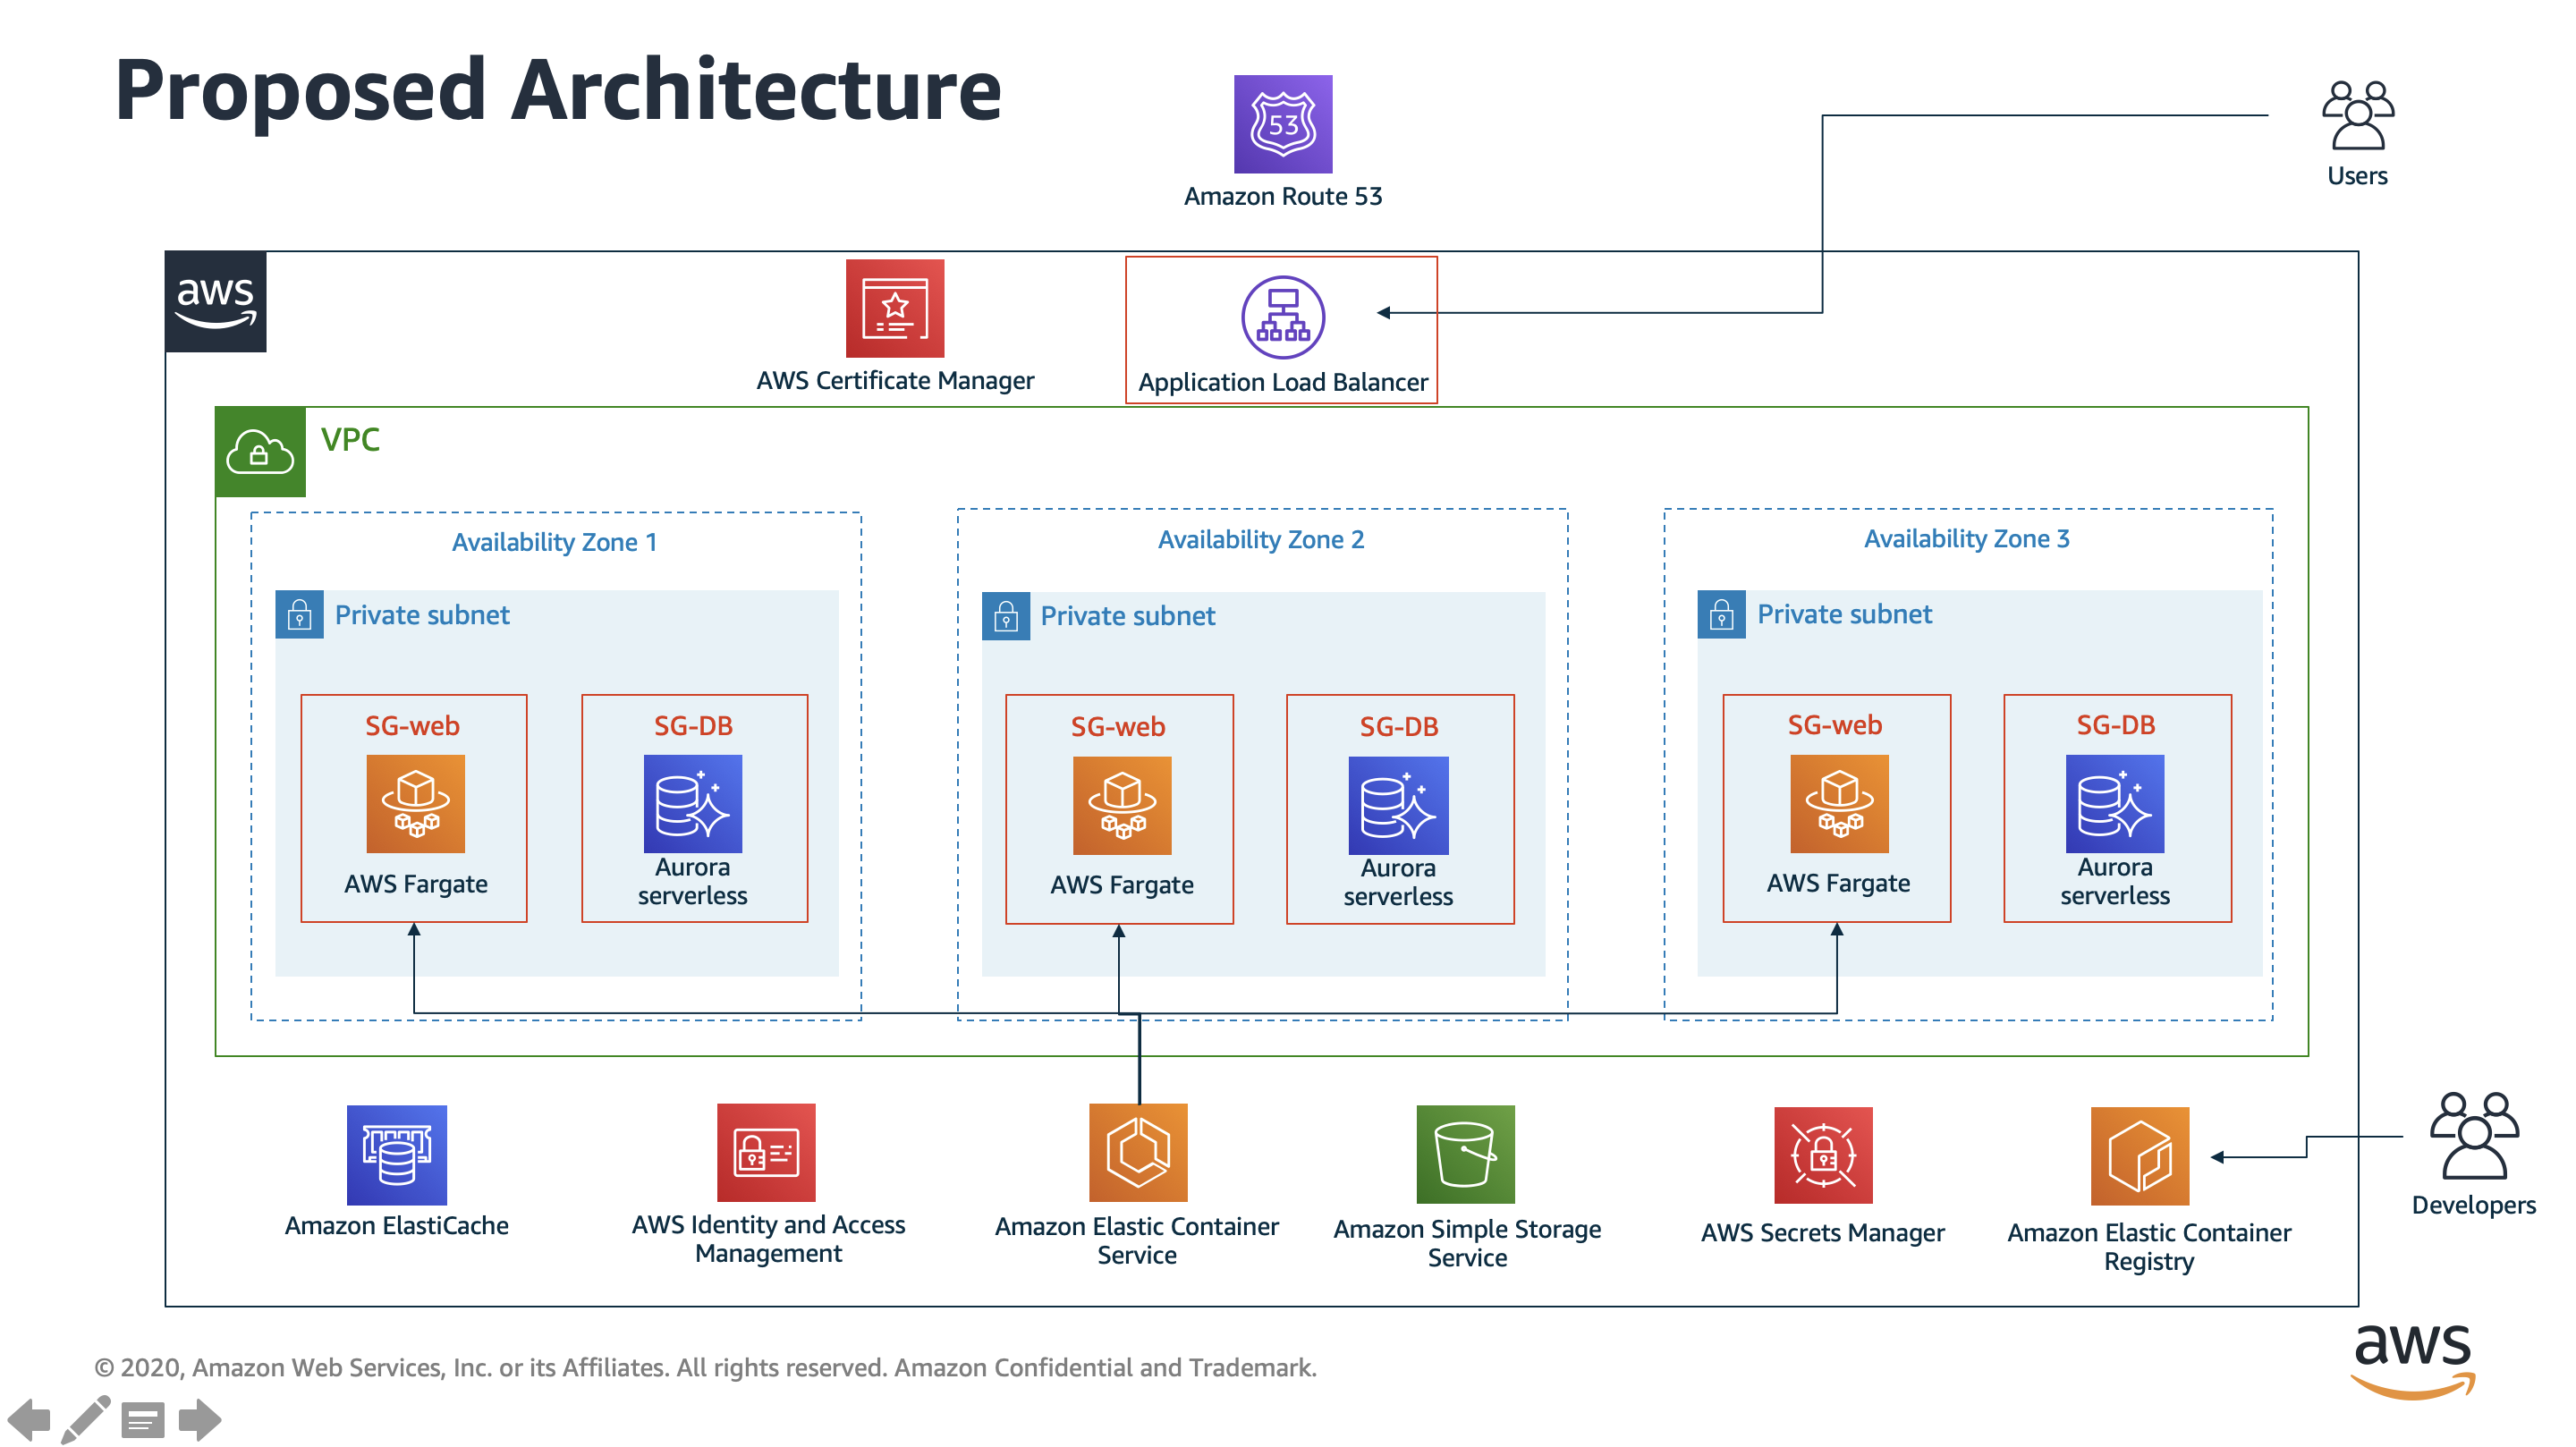 Proposed Architecture
53
Amazon Route 53
Users
aws
AWS Certificate Manager
Application Load Balancer
VPC
Availability Zone 1
Availability Zone 2
Availability Zone 3
Private subnet
Private subnet
Private subnet
SG-web
SG-DB
SG-web
SG-DB
SG-web
SG-DB
AWS Fargate
Aurora
serverless
AWS Fargate
Aurora
serverless
AWS Fargate
Aurora
serverless
Amazon ElastiCache
AWS Identity and Access
Management
Amazon Elastic Container
Service
Amazon Simple Storage
Service
AWS Secrets Manager
Amazon Elastic Container
Registry
Developers
© 2020, Amazon Web Services, Inc. or its Affiliates. All rights reserved. Amazon Confidential and Trademark.
aws